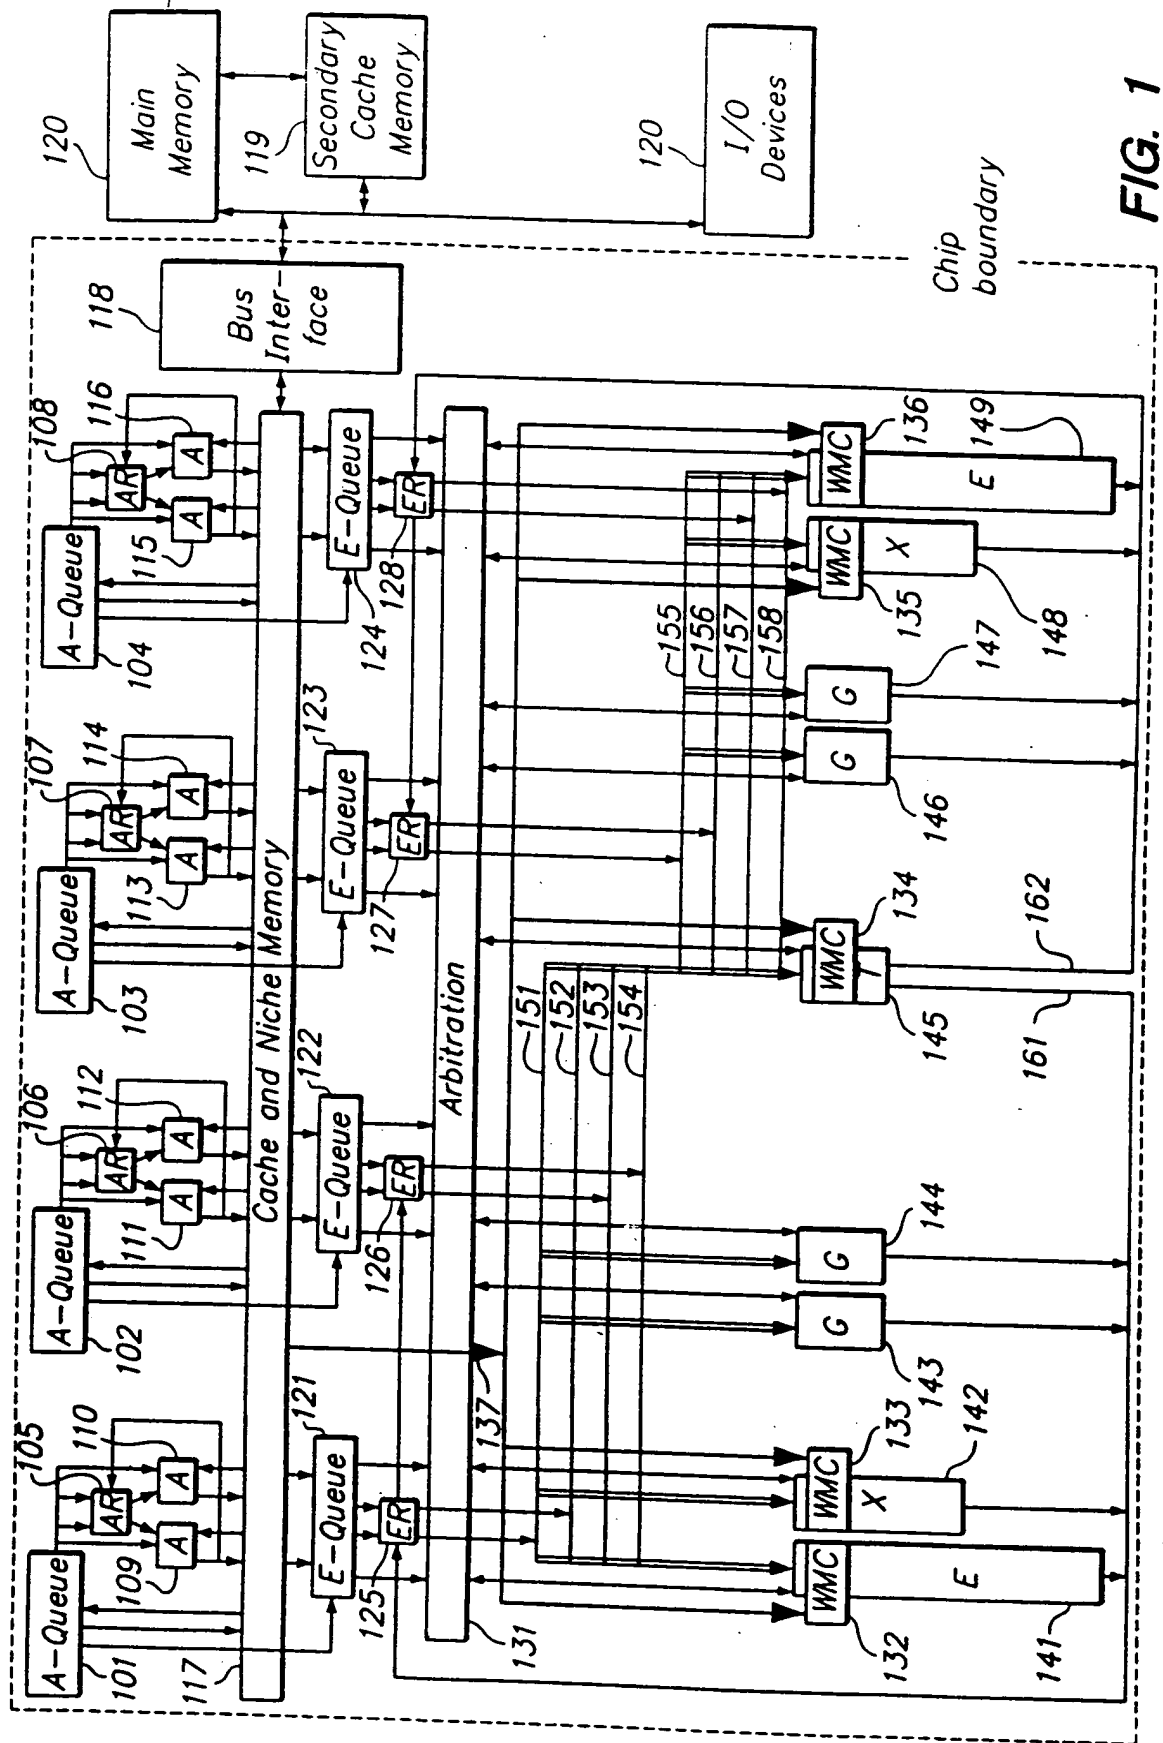 120
Main
Memory
119
Secondary
Cache
Memory
120
I/O
Devices
Chip
boundary
FIG. 1
118
Bus
Inter-
face
101
A-Queue
105
AR
109
A
110
A
102
A-Queue
106
AR
111
A
112
A
103
A-Queue
107
AR
113
A
114
A
104
A-Queue
108
AR
115
A
116
A
117
Cache and Niche Memory
121
E-Queue
125
ER
122
E-Queue
126
ER
123
E-Queue
127
ER
124
E-Queue
128
ER
131
Arbitration
137
151
152
153
154
155
156
157
158
132
WMC
E
141
133
WMC
X
142
G
143
G
144
134
WMC
T
145
G
146
G
147
135
WMC
X
148
136
WMC
E
149
161
162